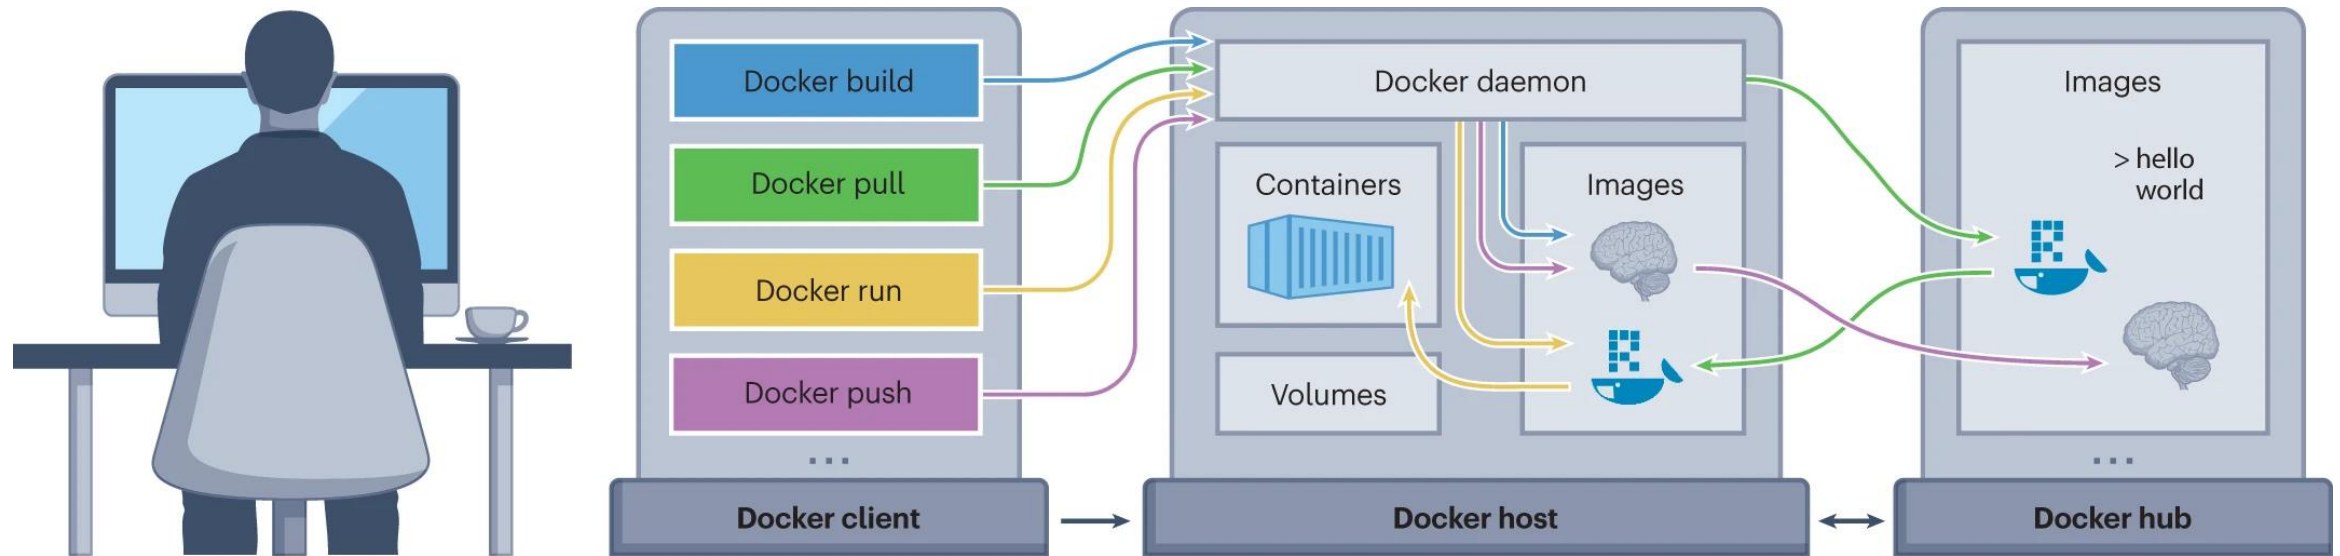 Docker build
Docker pull
Docker run
Docker push
...
Docker client
Docker daemon
Containers
Images
Volumes
Docker host
Images
> hello
world
...
Docker hub